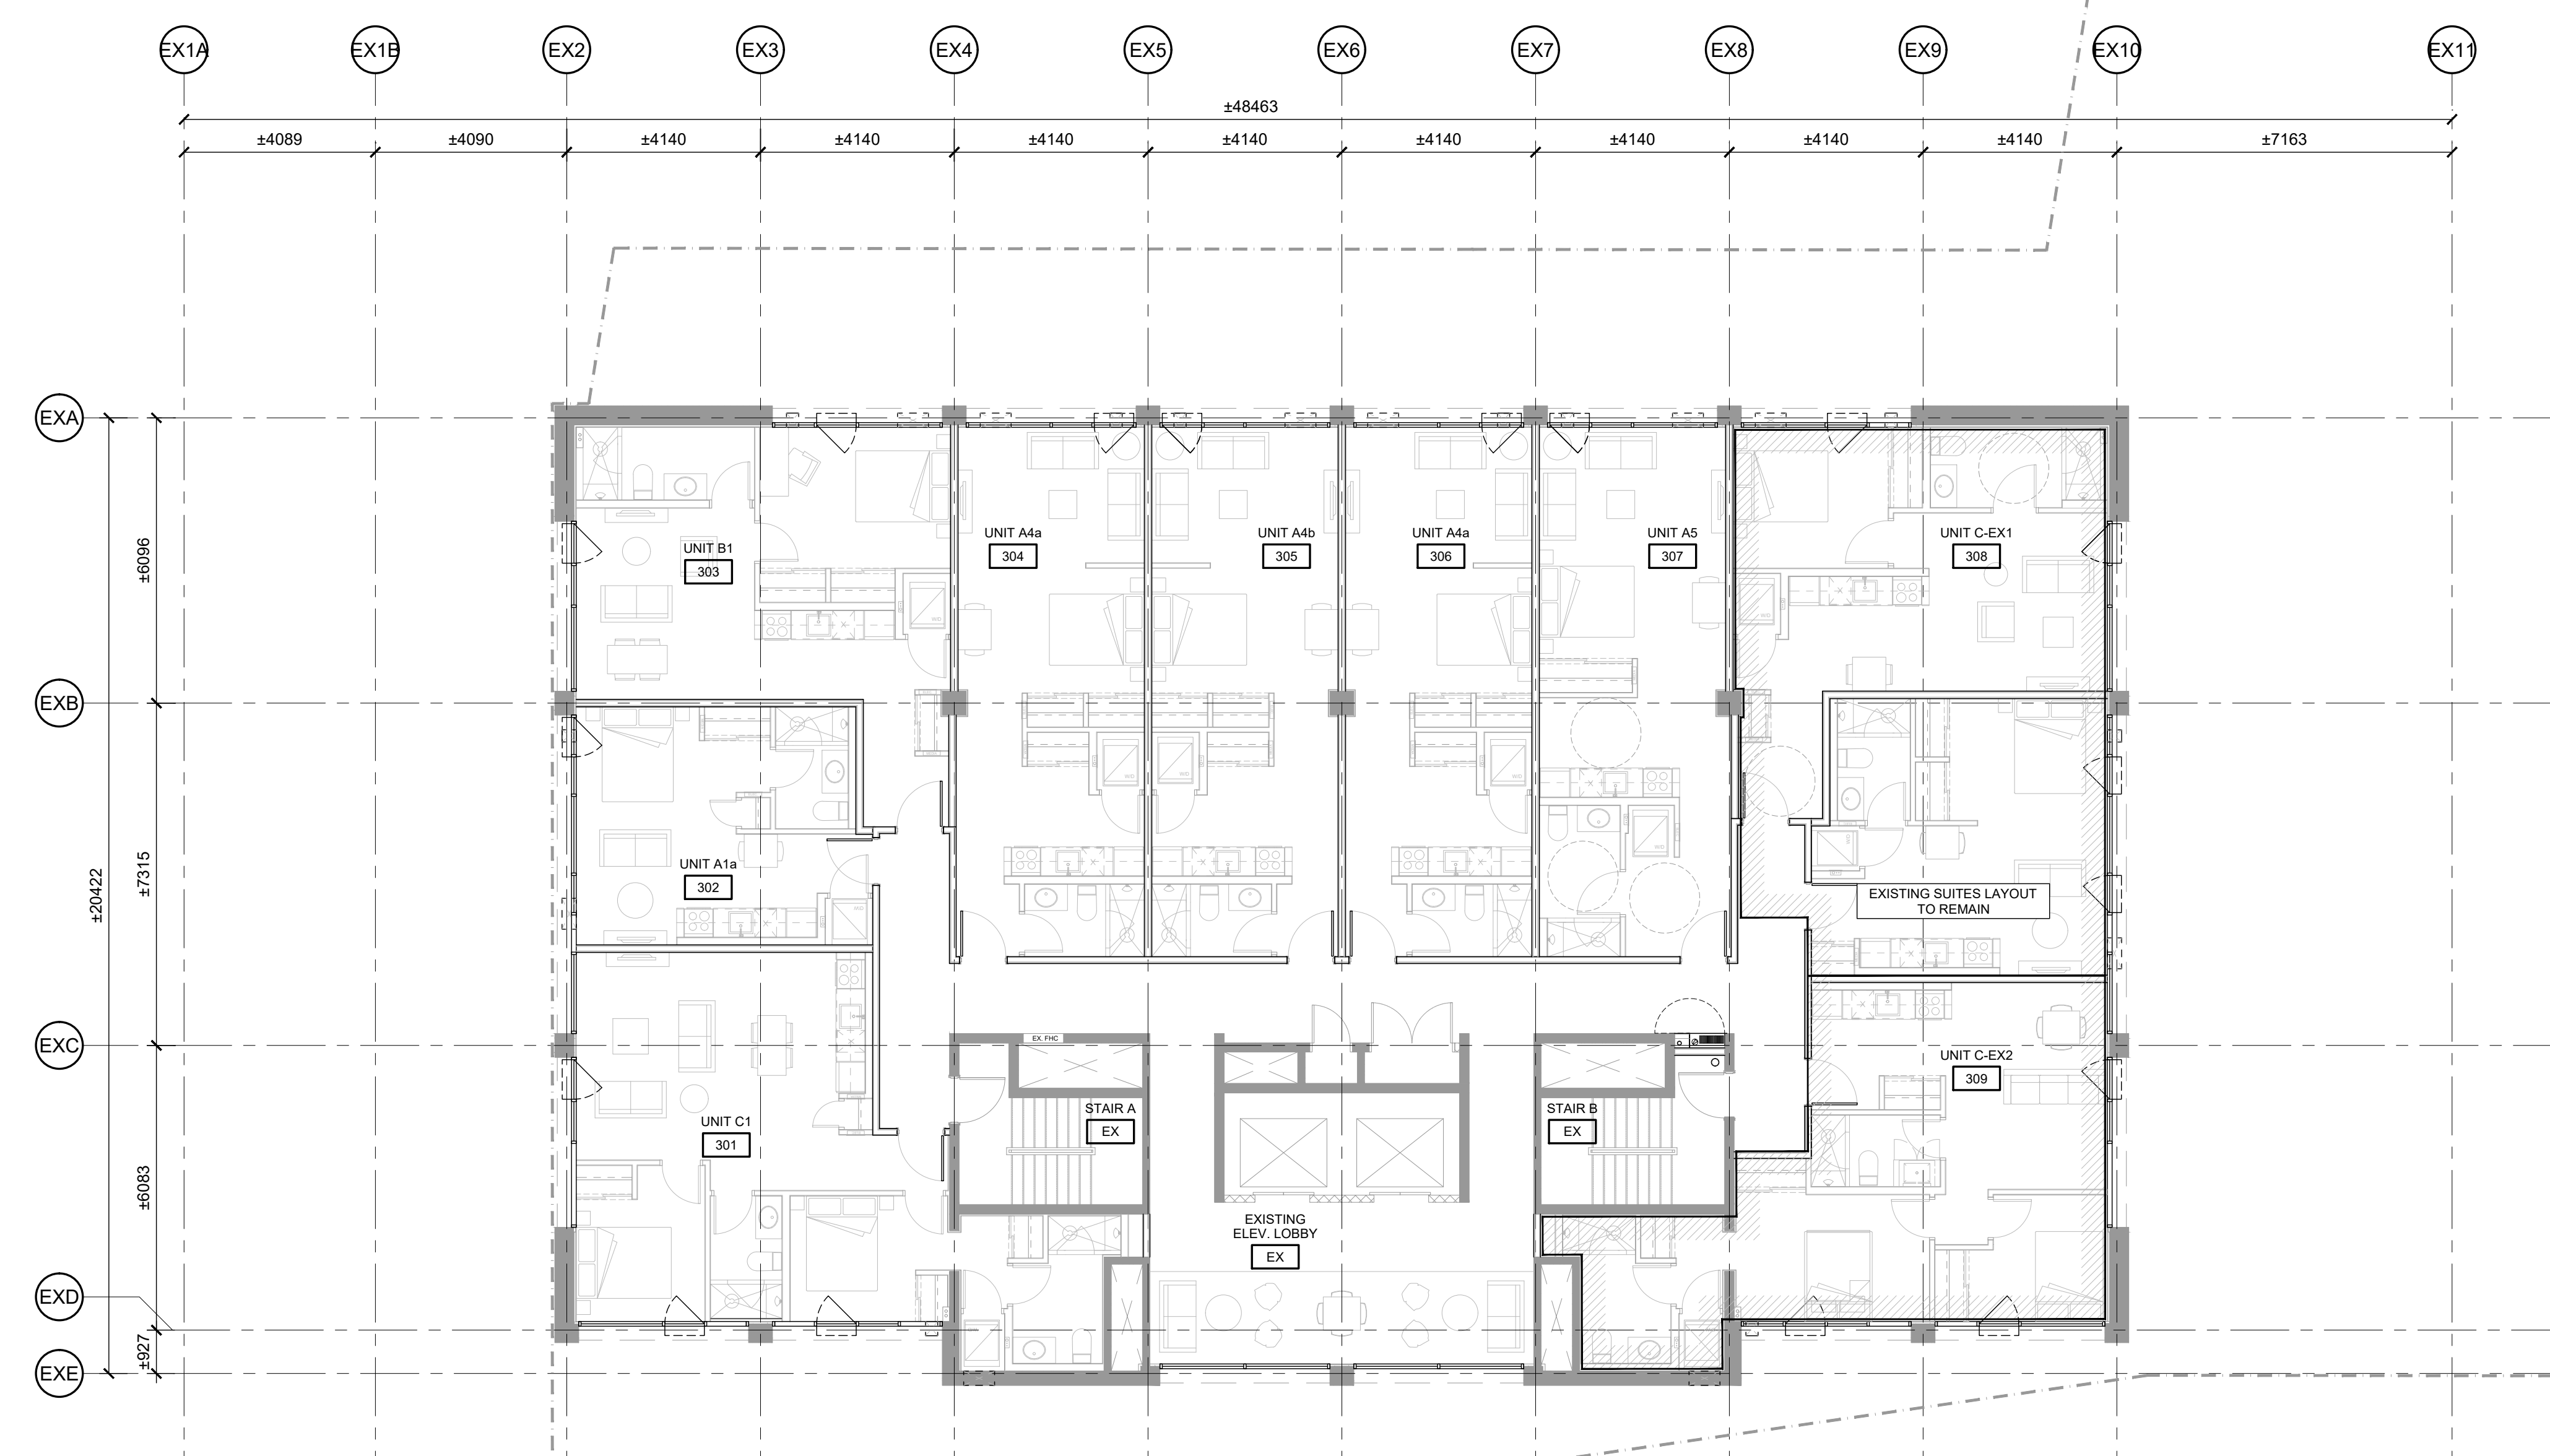 EX1A
EX1B
EX2
EX3
EX4
EX5
EX6
EX7
EX8
EX9
EX10
EX11
±48463
±4089
±4090
±4140
±4140
±4140
±4140
±4140
±4140
±4140
±4140
±7163
EXA
EXB
EXC
EXD
EXE
±20422
±6096
±7315
±6083
±927
UNIT B1
303
UNIT A4a
304
UNIT A4b
305
UNIT A4a
306
UNIT A5
307
UNIT C-EX1
308
W/D
W/D
W/D
W/D
W/D
W/D
UNIT A1a
302
EXISTING SUITES LAYOUT
TO REMAIN
EX. FHC
UNIT C1
301
STAIR A
EX
STAIR B
EX
UNIT C-EX2
309
EXISTING
ELEV. LOBBY
EX